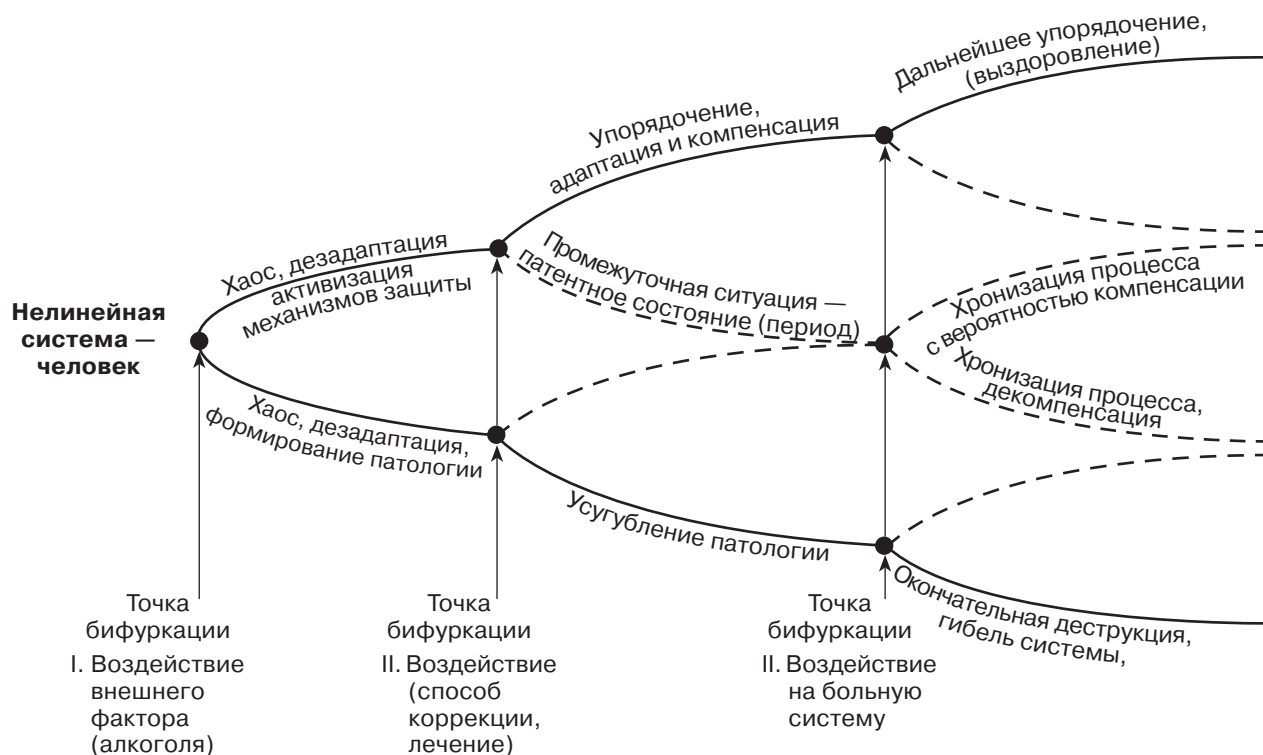 Дальнейшее упорядочение,
(выздоровление)
Упорядочение,
адаптация и компенсация
Хаос, дезадаптация
активизация
механизмов защиты
Промежуточная ситуация —
патентное состояние (период)
Хронизация процесса
с вероятностью компенсации
Нелинейная
система —
человек
Хронизация процесса,
декомпенсация
Хаос, дезадаптация,
формирование патологии
Усугубление патологии
Окончательная деструкция,
гибель системы,
Точка
бифуркации
I. Воздействие
внешнего
фактора
(алкоголя)
Точка
бифуркации
II. Воздействие
(способ
коррекции,
лечение)
Точка
бифуркации
II. Воздействие
на больную
систему